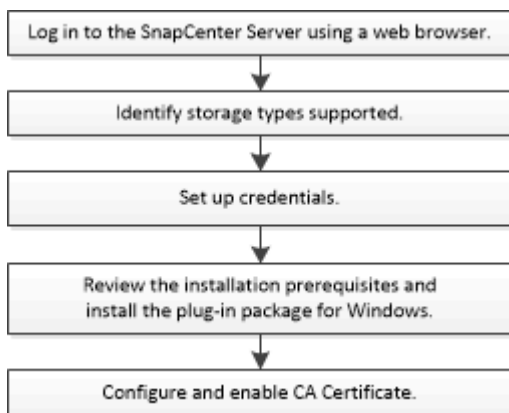 Log in to the SnapCenter Server using a web browser.
Identify storage types supported.
Set up credentials.
Review the installation prerequisites and
install the plug-in package for Windows.
Configure and enable CA Certificate.